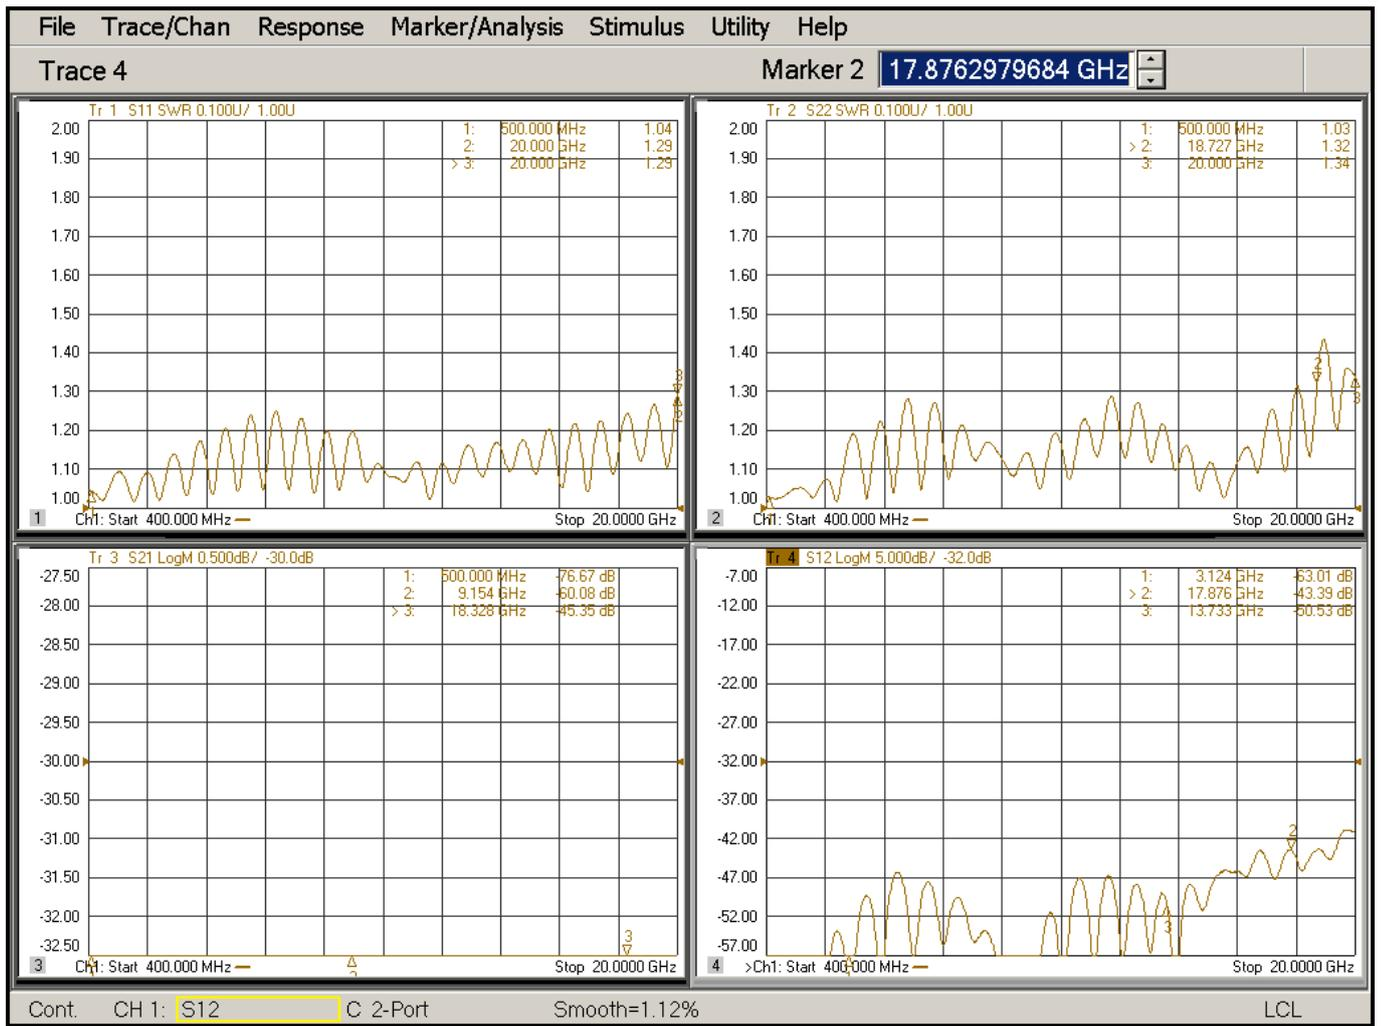 File Trace/Chan Response Marker/Analysis Stimulus Utility Help
Trace 4 Marker 2 17.8762979684 GHz
Tr 1 S11 SWR 0.100U/ 1.00U
2.00
1.90
1.80
1.70
1.60
1.50
1.40
1.30
1.20
1.10
1.00
1: 500.000 MHz 1.04
2: 20.000 GHz 1.29
> 3: 20.000 GHz 1.29
3
2
1
1 Ch1: Start 400.000 MHz Stop 20.0000 GHz
Tr 2 S22 SWR 0.100U/ 1.00U
2.00
1.90
1.80
1.70
1.60
1.50
1.40
1.30
1.20
1.10
1.00
1: 500.000 MHz 1.03
> 2: 18.727 GHz 1.32
3: 20.000 GHz 1.34
2
3
2 Ch1: Start 400.000 MHz Stop 20.0000 GHz
Tr 3 S21 LogM 0.500dB/ -30.0dB
-27.50
-28.00
-28.50
-29.00
-29.50
-30.00
-30.50
-31.00
-31.50
-32.00
-32.50
1: 500.000 MHz -76.67 dB
2: 9.154 GHz -60.08 dB
> 3: 18.328 GHz -45.35 dB
3
2
3 Ch1: Start 400.000 MHz Stop 20.0000 GHz
Tr 4 S12 LogM 5.000dB/ -32.0dB
-7.00
-12.00
-17.00
-22.00
-27.00
-32.00
-37.00
-42.00
-47.00
-52.00
-57.00
1: 3.124 GHz -63.01 dB
> 2: 17.876 GHz -43.39 dB
3: 13.733 GHz -50.53 dB
2
3
4 >Ch1: Start 400.000 MHz Stop 20.0000 GHz
Cont. CH 1: S12 C 2-Port Smooth=1.12% LCL